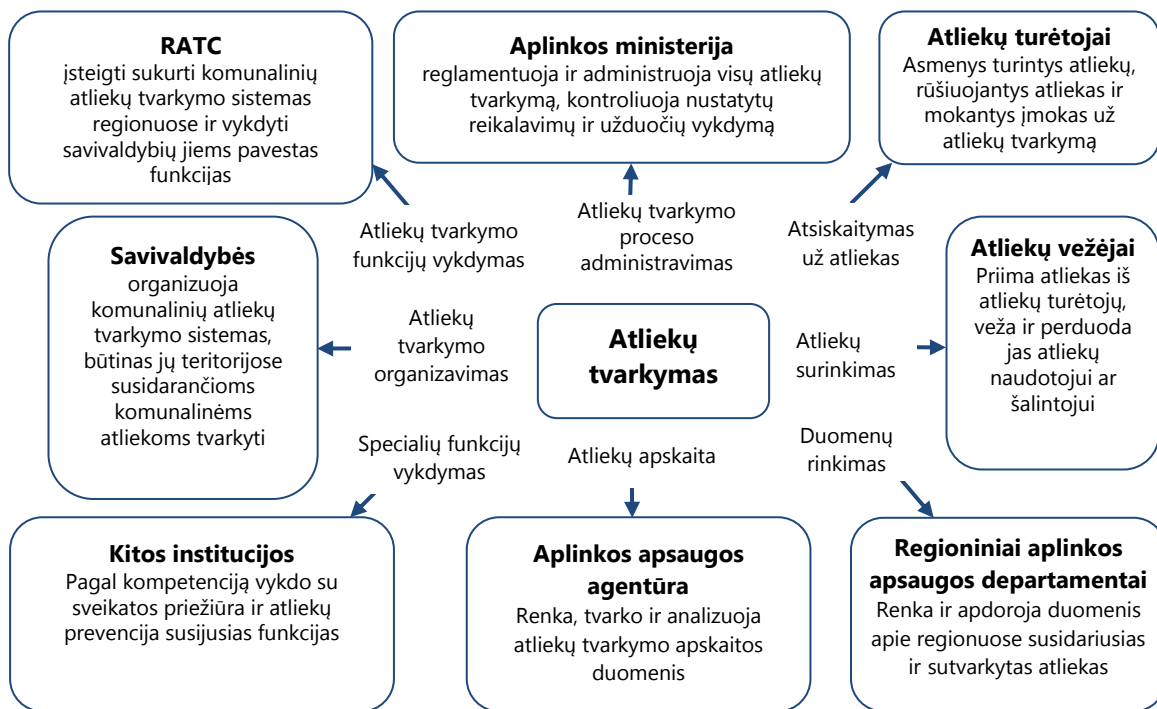 RATC
įsteigti sukurti komunalinių
atliekų tvarkymo sistemas
regionuose ir vykdyti
savivaldybių jiems pavestas
funkcijas
Aplinkos ministerija
reglamentuoja ir administruoja visų atliekų
tvarkymą, kontroliuoja nustatytų
reikalavimų ir užduočių vykdymą
Atliekų turėtojai
Asmenys turintys atliekų,
rūšiuojantys atliekas ir
mokantys įmokas už
atliekų tvarkymą
Atliekų tvarkymo
funkcijų vykdymas
Atliekų tvarkymo
proceso
administravimas
Atsiskaitymas
už atliekas
Savivaldybės
organizuoja
komunalinių atliekų
tvarkymo sistemas,
būtinas jų teritorijose
susidarančioms
komunalinėms
atliekoms tvarkyti
Atliekų
tvarkymo
organizavimas
Atliekų
tvarkymas
Atliekų
surinkimas
Atliekų vežėjai
Priima atliekas iš
atliekų turėtojų,
veža ir perduoda
jas atliekų
naudotojui ar
šalintojui
Specialių funkcijų
vykdymas
Atliekų apskaita
Duomenų
rinkimas
Kitos institucijos
Pagal kompetenciją vykdo su
sveikatos priežiūra ir atliekų
prevencija susijusias funkcijas
Aplinkos apsaugos
agentūra
Renka, tvarko ir analizuoja
atliekų tvarkymo apskaitos
duomenis
Regioniniai aplinkos
apsaugos departamentai
Renka ir apdoroja duomenis
apie regionuose susidariusias
ir sutvarkytas atliekas